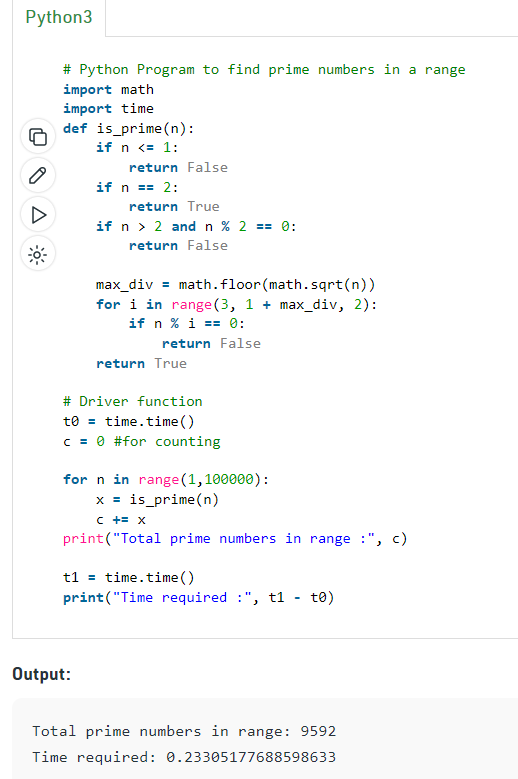 Python3
# Python Program to find prime numbers in a range
import math
import time
def is_prime(n):
    if n <= 1:
        return False
    if n == 2:
        return True
    if n > 2 and n % 2 == 0:
        return False

    max_div = math.floor(math.sqrt(n))
    for i in range(3, 1 + max_div, 2):
        if n % i == 0:
            return False
    return True

# Driver function
t0 = time.time()
c = 0 #for counting

for n in range(1,100000):
    x = is_prime(n)
    c += x
print("Total prime numbers in range :", c)

t1 = time.time()
print("Time required :", t1 - t0)
Output:
Total prime numbers in range: 9592
Time required: 0.23305177688598633